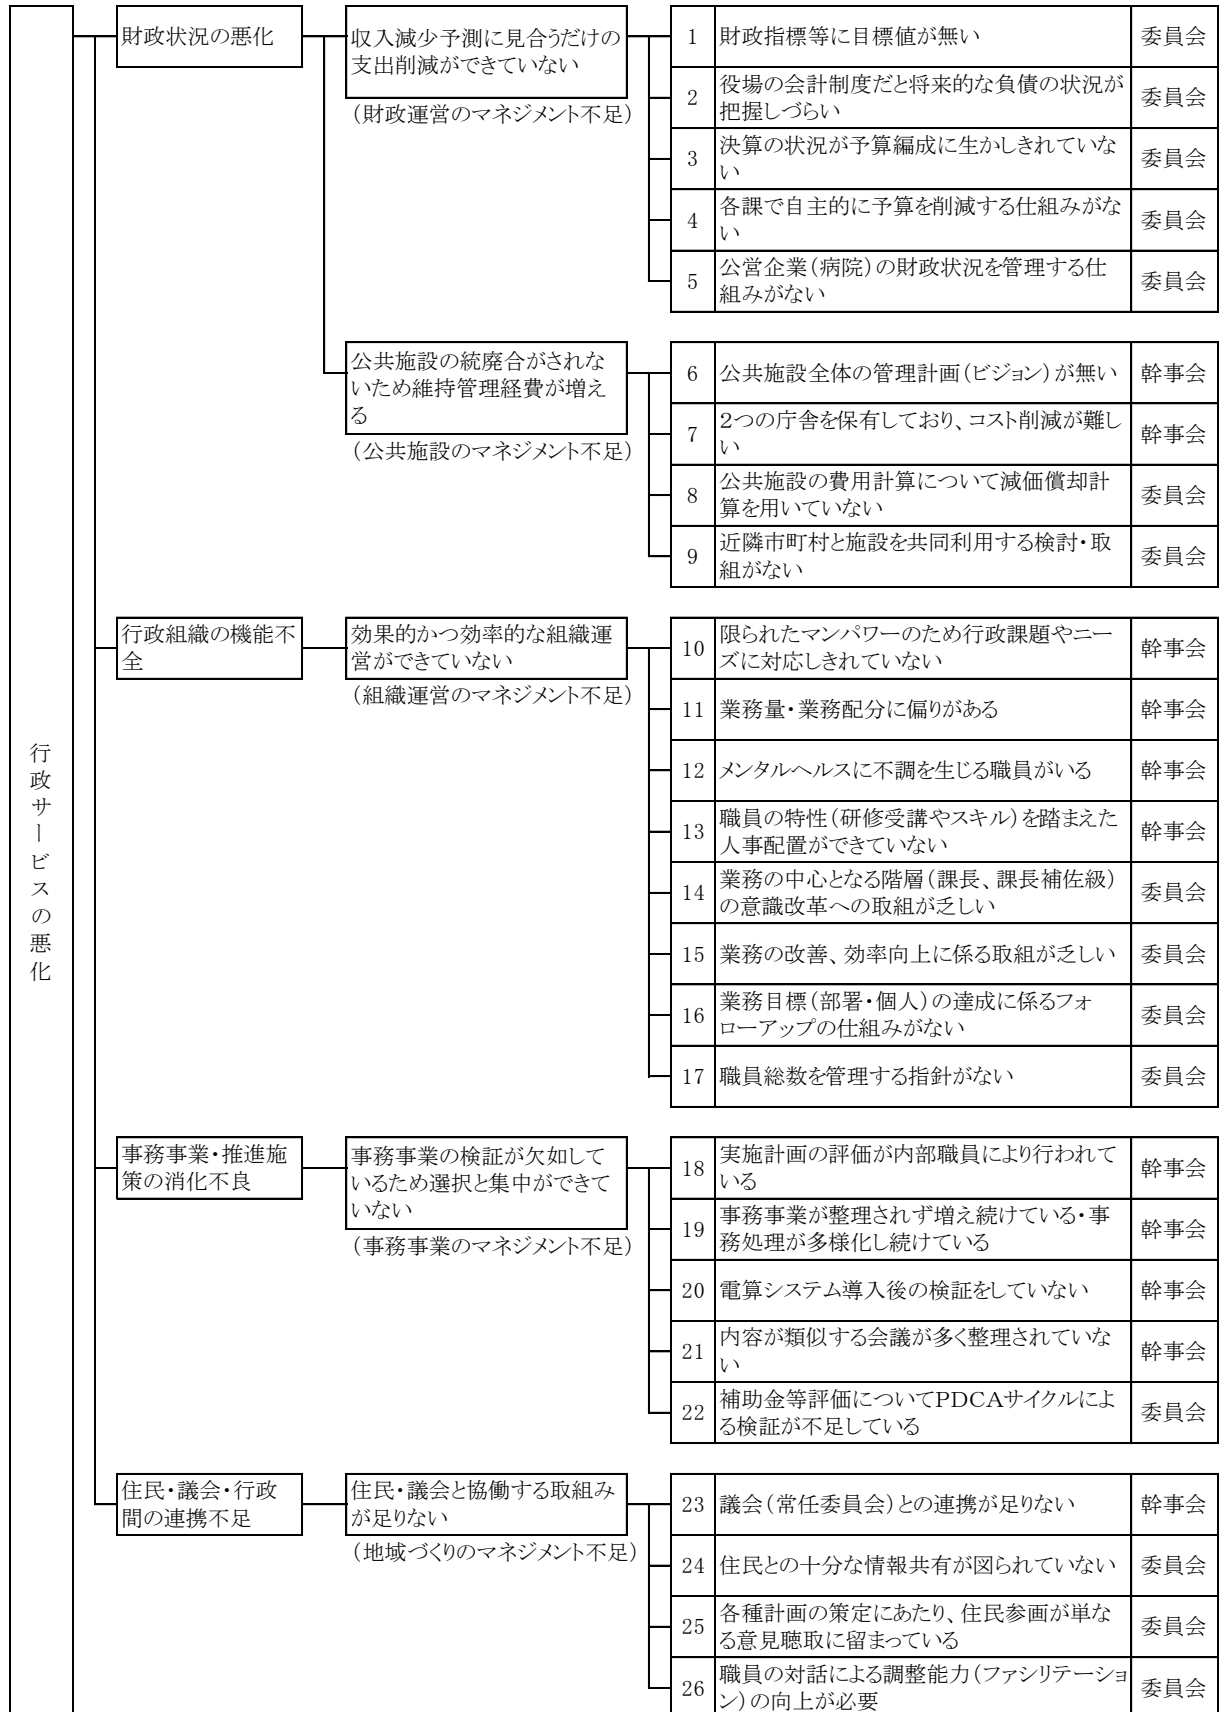 行政サービスの悪化
財政状況の悪化
収入減少予測に見合うだけの
支出削減ができていない
（財政運営のマネジメント不足）
1 財政指標等に目標値が無い 委員会
2 役場の会計制度だと将来的な負債の状況が
把握しづらい 委員会
3 決算の状況が予算編成に生かしきれていな
い 委員会
4 各課で自主的に予算を削減する仕組みがな
い 委員会
5 公営企業（病院）の財政状況を管理する仕
組みがない 委員会
公共施設の統廃合がされな
いため維持管理経費が増え
る
（公共施設のマネジメント不足）
6 公共施設全体の管理計画（ビジョン）が無い 幹事会
7 2つの庁舎を保有しており、コスト削減が難し
い 幹事会
8 公共施設の費用計算について減価償却計
算を用いていない 委員会
9 近隣市町村と施設を共同利用する検討・取
組がない 委員会
行政組織の機能不
全
効果的かつ効率的な組織運
営ができていない
（組織運営のマネジメント不足）
10 限られたマンパワーのため行政課題やニー
ズに対応しきれていない 幹事会
11 業務量・業務配分に偏りがある 幹事会
12 メンタルヘルスに不調を生じる職員がいる 幹事会
13 職員の特性（研修受講やスキル）を踏まえた
人事配置ができていない 幹事会
14 業務の中心となる階層（課長、課長補佐級）
の意識改革への取組が乏しい 委員会
15 業務の改善、効率向上に係る取組が乏しい 委員会
16 業務目標（部署・個人）の達成に係るフォ
ローアップの仕組みがない 委員会
17 職員総数を管理する指針がない 委員会
事務事業・推進施
策の消化不良
事務事業の検証が欠如して
いるため選択と集中ができて
いない
（事務事業のマネジメント不足）
18 実施計画の評価が内部職員により行われて
いる 幹事会
19 事務事業が整理されず増え続けている・事
務処理が多様化し続けている 幹事会
20 電算システム導入後の検証をしていない 幹事会
21 内容が類似する会議が多く整理されていな
い 幹事会
22 補助金等評価についてPDCAサイクルによ
る検証が不足している 委員会
住民・議会・行政
間の連携不足
住民・議会と協働する取組み
が足りない
（地域づくりのマネジメント不足）
23 議会（常任委員会）との連携が足りない 幹事会
24 住民との十分な情報共有が図られていない 委員会
25 各種計画の策定にあたり、住民参画が単な
る意見聴取に留まっている 委員会
26 職員の対話による調整能力（ファシリテーショ
ン）の向上が必要 委員会